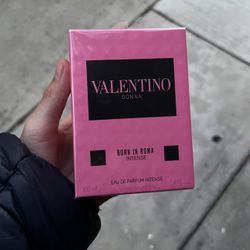 VALENTINO
DONNA
BORN IN ROMA
INTENSE
EAU DE PARFUM INTENSE